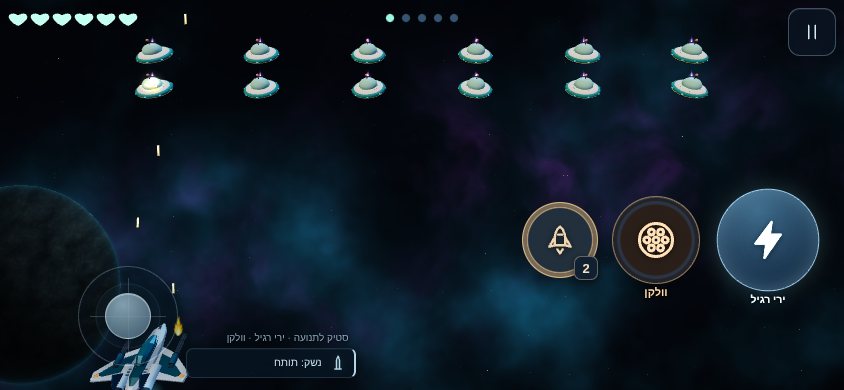 2
וולקן
ירי רגיל
סטיק לתנועה · ירי רגיל · וולקן
נשק: תותח